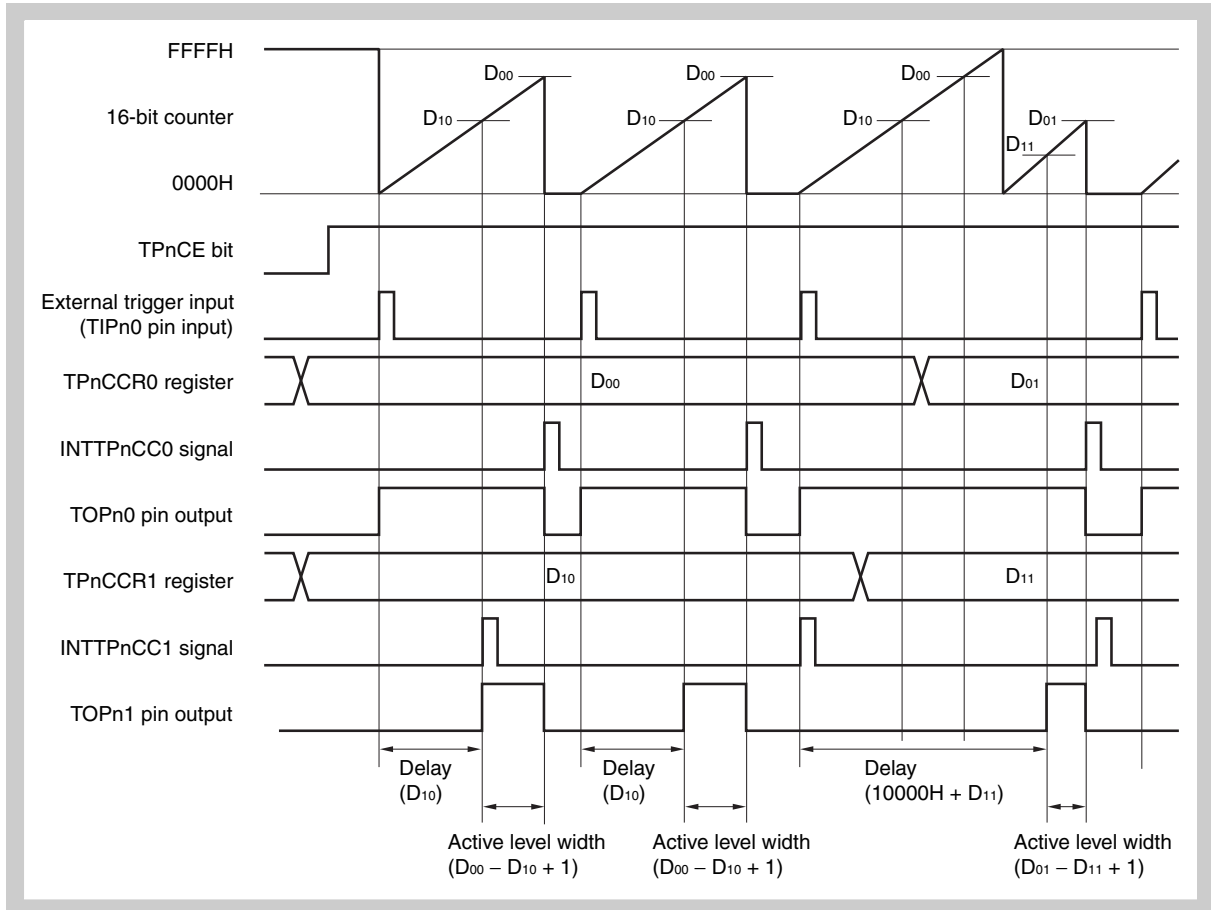 FFFFH
D00 D00 D00
16-bit counter D10 D10 D10 D01
D11
0000H
TPnCE bit
External trigger input
(TIPn0 pin input)
TPnCCR0 register D00 D01
INTTPnCC0 signal
TOPn0 pin output
TPnCCR1 register D10 D11
INTTPnCC1 signal
TOPn1 pin output
Delay Delay Delay
(D10) (D10) (10000H + D11)
Active level width Active level width Active level width
(D00 − D10 + 1) (D00 − D10 + 1) (D01 − D11 + 1)